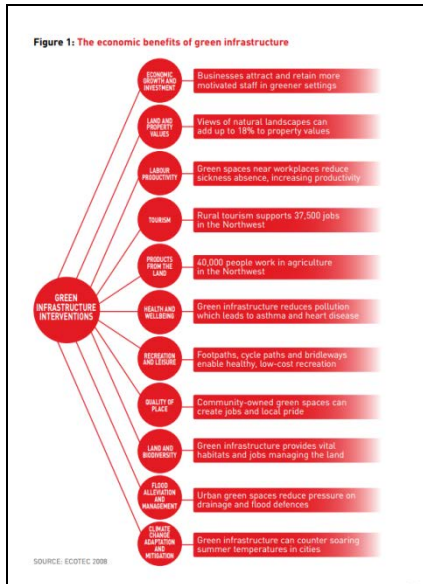 Figure 1: The economic benefits of green infrastructure
ECONOMIC
GROWTH AND
INVESTMENT
Businesses attract and retain more
motivated staff in greener settings
LAND AND
PROPERTY
VALUES
Views of natural landscapes can
add up to 18% to property values
LABOUR
PRODUCTIVITY
Green spaces near workplaces reduce
sickness absence, increasing productivity
TOURISM
Rural tourism supports 37,500 jobs
in the Northwest
PRODUCTS
FROM THE
LAND
40,000 people work in agriculture
in the Northwest
GREEN
INFRASTRUCTURE
INTERVENTIONS
HEALTH AND
WELLBEING
Green infrastructure reduces pollution
which leads to asthma and heart disease
RECREATION
AND LEISURE
Footpaths, cycle paths and bridleways
enable healthy, low-cost recreation
QUALITY OF
PLACE
Community-owned green spaces can
create jobs and local pride
LAND AND
BIODIVERSITY
Green infrastructure provides vital
habitats and jobs managing the land
FLOOD
ALLEVIATION
AND
MANAGEMENT
Urban green spaces reduce pressure on
drainage and flood defences
CLIMATE
CHANGE
ADAPTATION
AND
MITIGATION
Green infrastructure can counter soaring
summer temperatures in cities
SOURCE: ECOTEC 2008